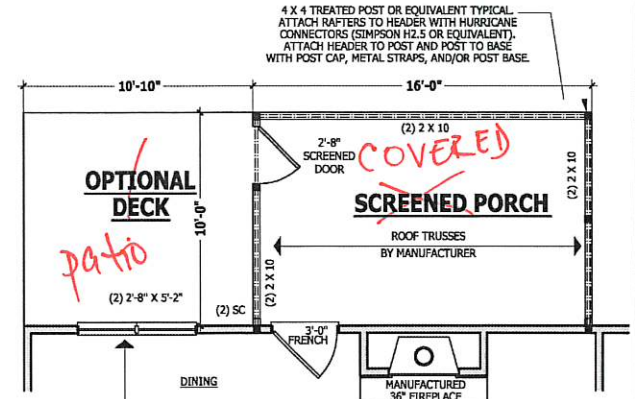 4 X 4 TREATED POST OR EQUIVALENT TYPICAL.
ATTACH RAFTERS TO HEADER WITH HURRICANE
CONNECTORS (SIMPSON H2.5 OR EQUIVALENT).
ATTACH HEADER TO POST AND POST TO BASE
WITH POST CAP, METAL STRAPS, AND/OR POST BASE.
10'-10"
16'-0"
(2) 2 X 10
2'-8"
SCREENED
DOOR
COVERED
(2) 2 X 10
OPTIONAL
DECK
10'-0"
SCREENED PORCH
patio
ROOF TRUSSES
BY MANUFACTURER
(2) 2'-8" X 5'-2"
(2) SC
(2) 2 X 10
3'-0"
FRENCH
DINING
MANUFACTURED
36" FIREPLACE